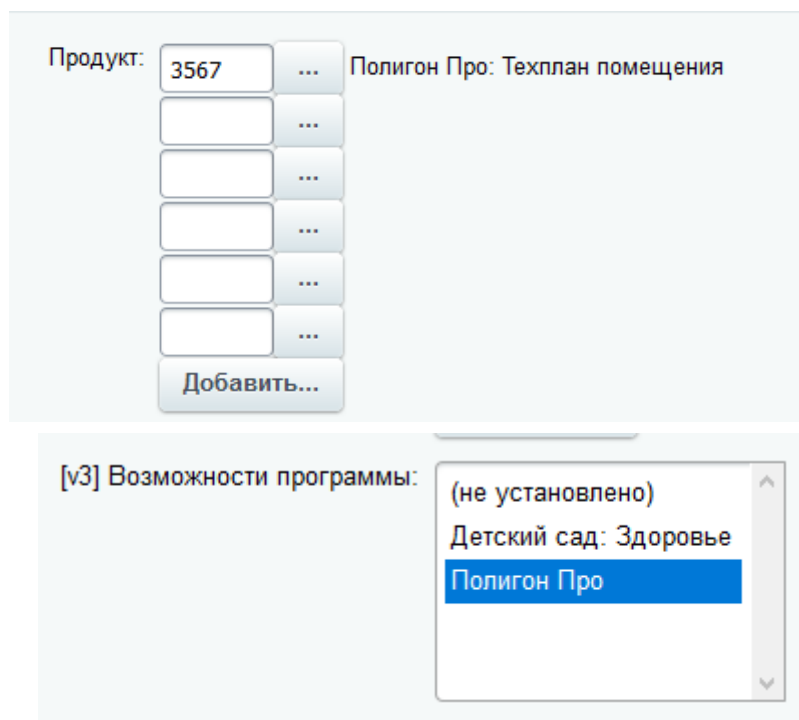 Продукт: 3567 ... Полигон Про: Техплан помещения
...
...
...
...
...
Добавить...
[v3] Возможности программы:
(не установлено)
Детский сад: Здоровье
Полигон Про